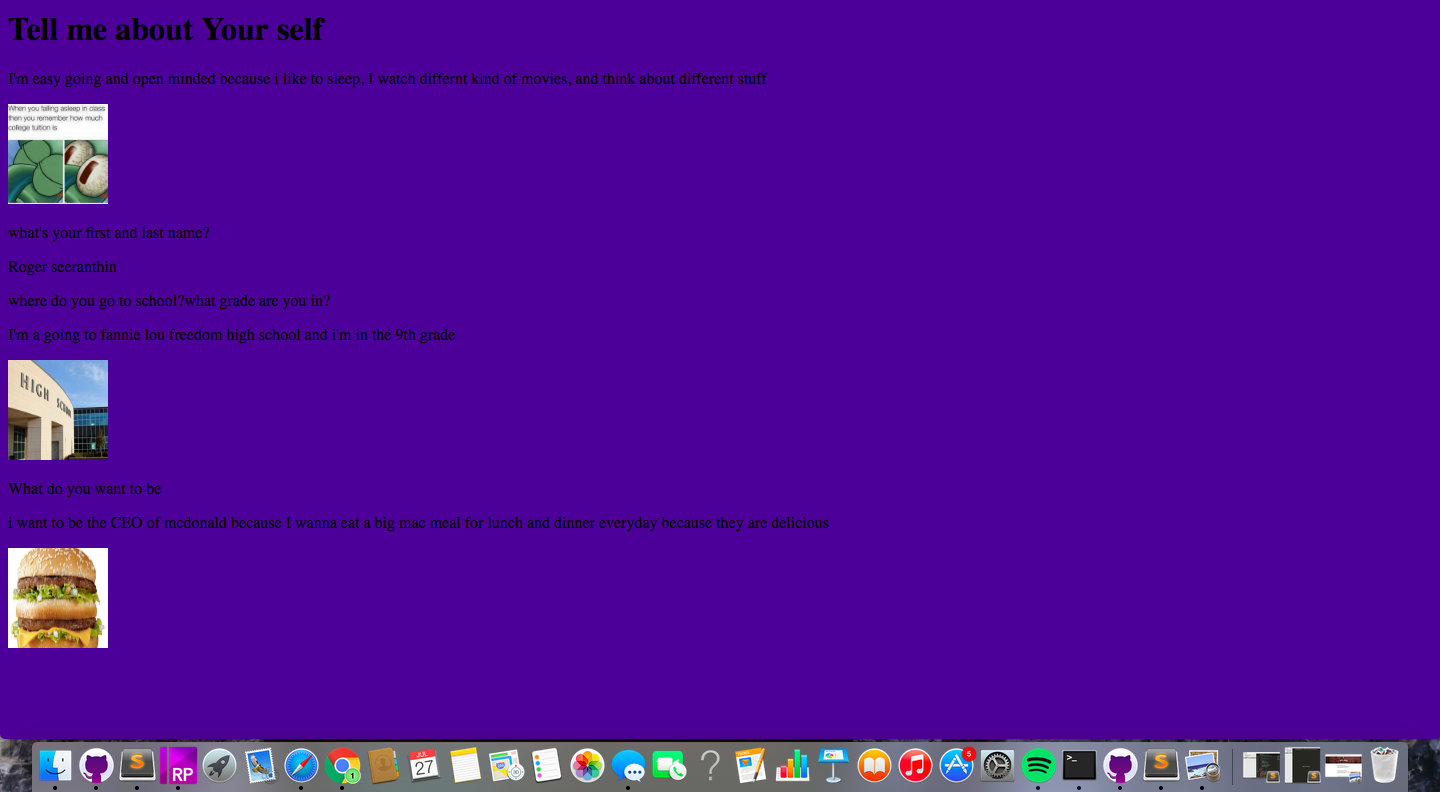 Tell me about Your self
I'm easy going and open minded because i like to sleep, I watch differnt kind of movies, and think about different stuff
When you falling asleep in class
then you remember how much
college tuition is
what's your first and last name?
Roger seeranthin
where do you go to school?what grade are you in?
I'm a going to fannie lou freedom high school and i'm in the 9th grade
HIGH SCHOOL
What do you want to be
i want to be the CEO of mcdonald because I wanna eat a big mac meal for lunch and dinner everyday because they are delicious
S
RP
1
JUL
27
30
?
5
>_
S
S
S